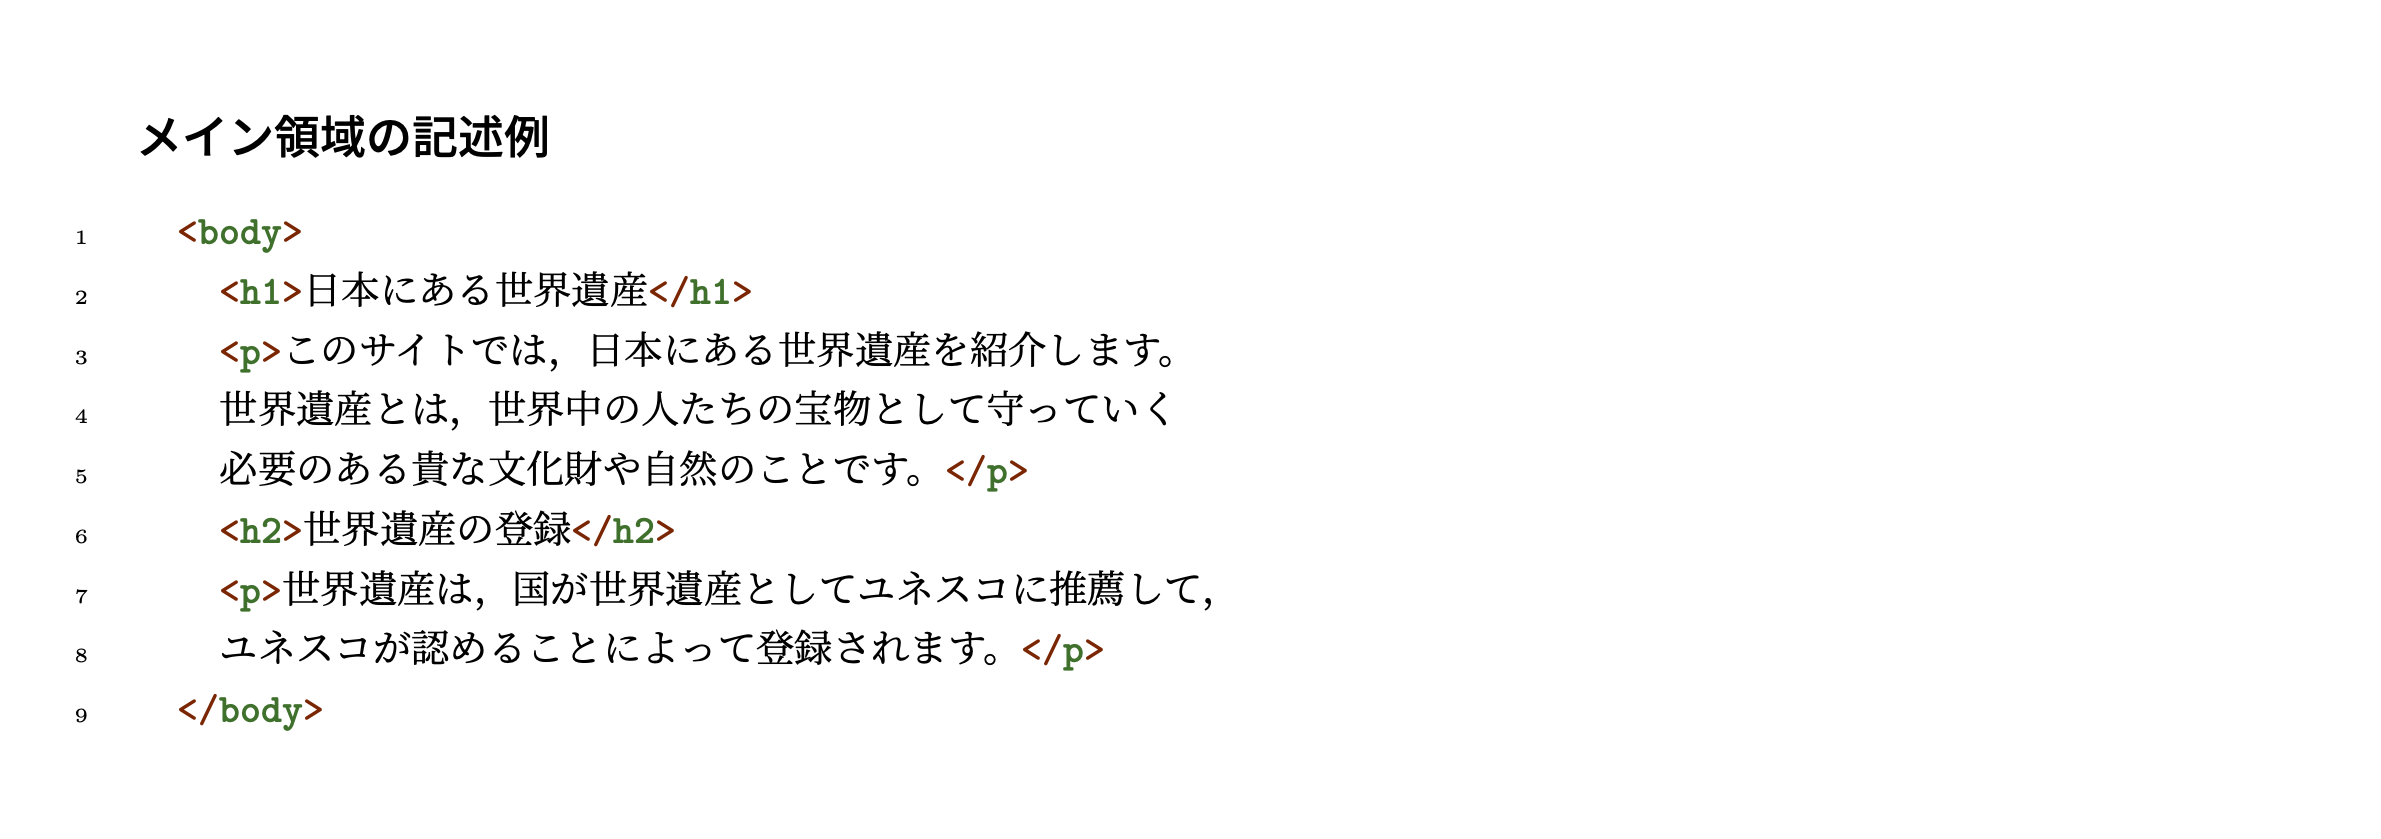 メイン領域の記述例
1 <body>
2 <h1>日本にある世界遺産</h1>
3 <p>このサイトでは，日本にある世界遺産を紹介します。
4 世界遺産とは，世界中の人たちの宝物として守っていく
5 必要のある貴な文化財や自然のことです。</p>
6 <h2>世界遺産の登録</h2>
7 <p>世界遺産は，国が世界遺産としてユネスコに推薦して，
8 ユネスコが認めることによって登録されます。</p>
9 </body>